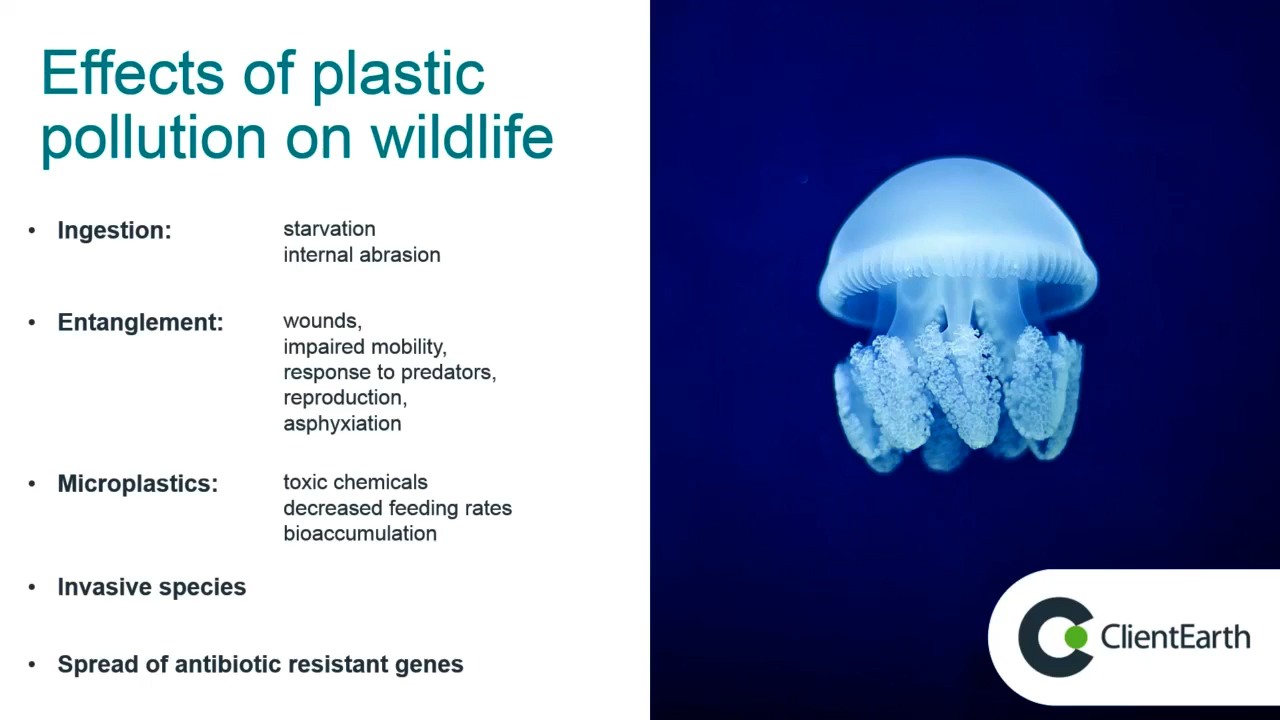 Effects of plastic
pollution on wildlife
• Ingestion: starvation
internal abrasion
• Entanglement: wounds,
impaired mobility,
response to predators,
reproduction,
asphyxiation
• Microplastics: toxic chemicals
decreased feeding rates
bioaccumulation
• Invasive species
• Spread of antibiotic resistant genes
ClientEarth